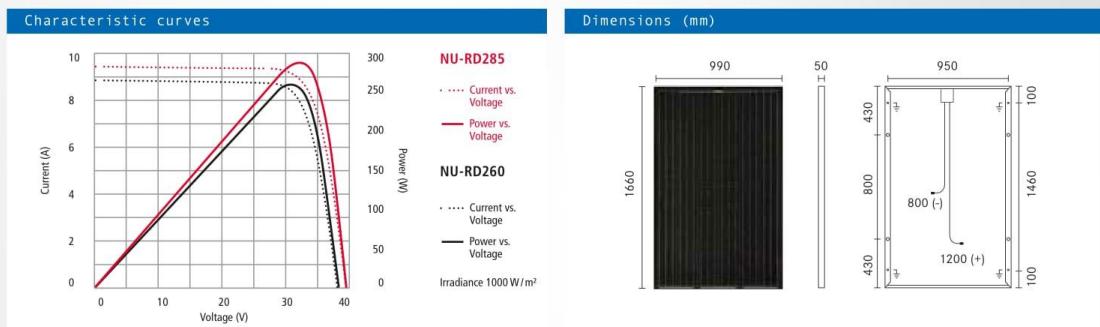 Characteristic curves
10
8
6
4
2
0
Current (A)
300
250
200
150
100
50
0
Power (W)
0 10 20 30 40
Voltage (V)
NU-RD285
Current vs.
Voltage
Power vs.
Voltage
NU-RD260
Current vs.
Voltage
Power vs.
Voltage
Irradiance 1000 W/m²
Dimensions (mm)
990
50
950
1660
430
800
430
100
1460
100
800 (-)
1200 (+)